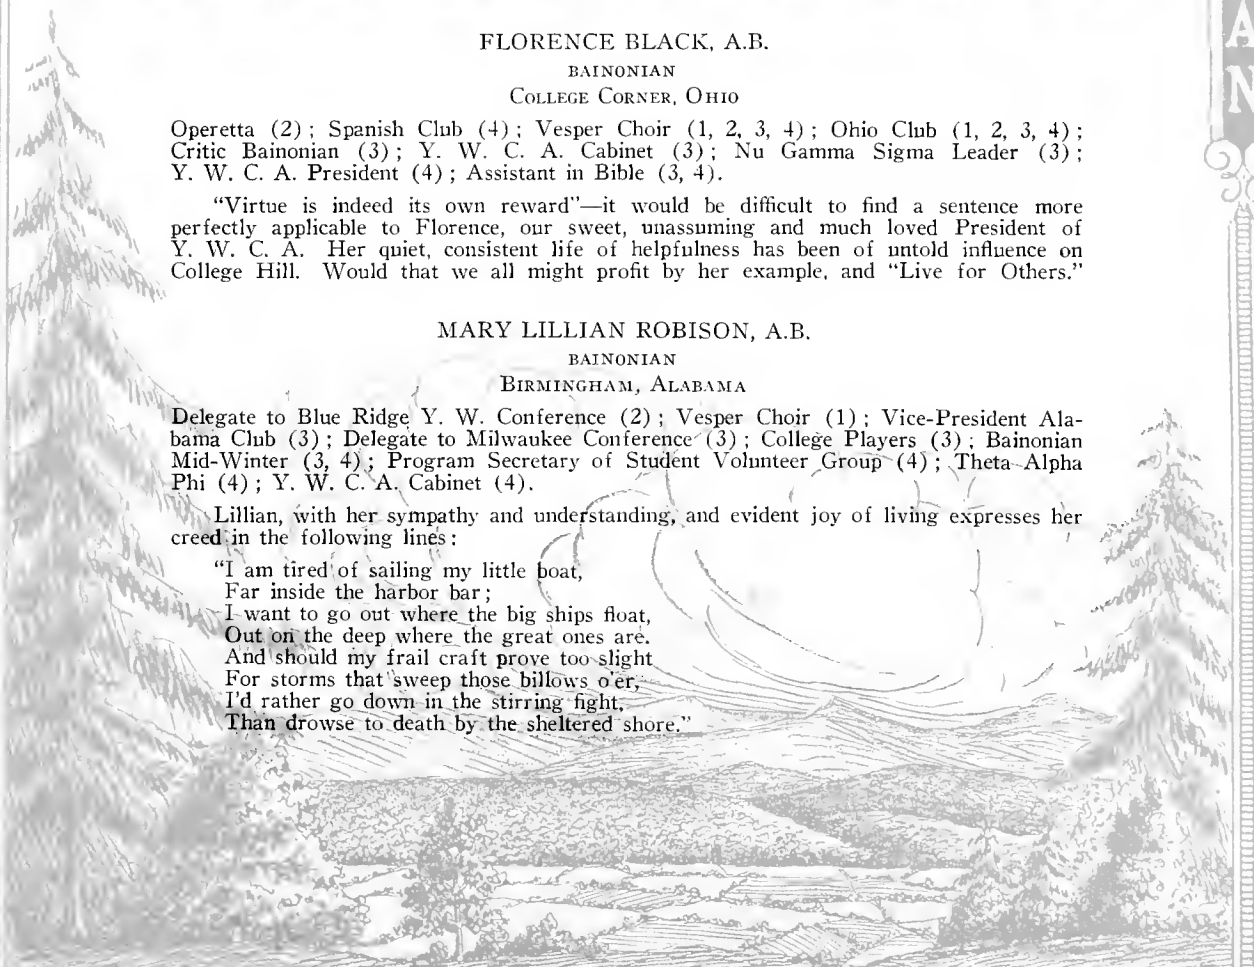 FLORENCE BLACK, A.B.
BAINONIAN
College Corner, Ohio
Operetta (2); Spanish Club (4); Vesper Choir (1, 2, 3, 4); Ohio Club (1, 2, 3, 4);
Critic Bainonian (3); Y. W. C. A. Cabinet (3); Nu Gamma Sigma Leader (3);
Y. W. C. A. President (4); Assistant in Bible (3, 4).
"Virtue is indeed its own reward"—it would be difficult to find a sentence more
perfectly applicable to Florence, our sweet, unassuming and much loved President of
Y. W. C. A. Her quiet, consistent life of helpfulness has been of untold influence on
College Hill. Would that we all might profit by her example, and "Live for Others."
MARY LILLIAN ROBISON, A.B.
BAINONIAN
Birmingham, Alabama
Delegate to Blue Ridge Y. W. Conference (2); Vesper Choir (1); Vice-President Ala-
bama Club (3); Delegate to Milwaukee Conference (3); College Players (3); Bainonian
Mid-Winter (3, 4); Program Secretary of Student Volunteer Group (4); Theta Alpha
Phi (4); Y. W. C. A. Cabinet (4).
Lillian, with her sympathy and understanding, and evident joy of living expresses her
creed in the following lines:
"I am tired of sailing my little boat,
Far inside the harbor bar;
I want to go out where the big ships float,
Out on the deep where the great ones are.
And should my frail craft prove too slight
For storms that sweep those billows o'er,
I'd rather go down in the stirring fight,
Than drowse to death by the sheltered shore."
A
N